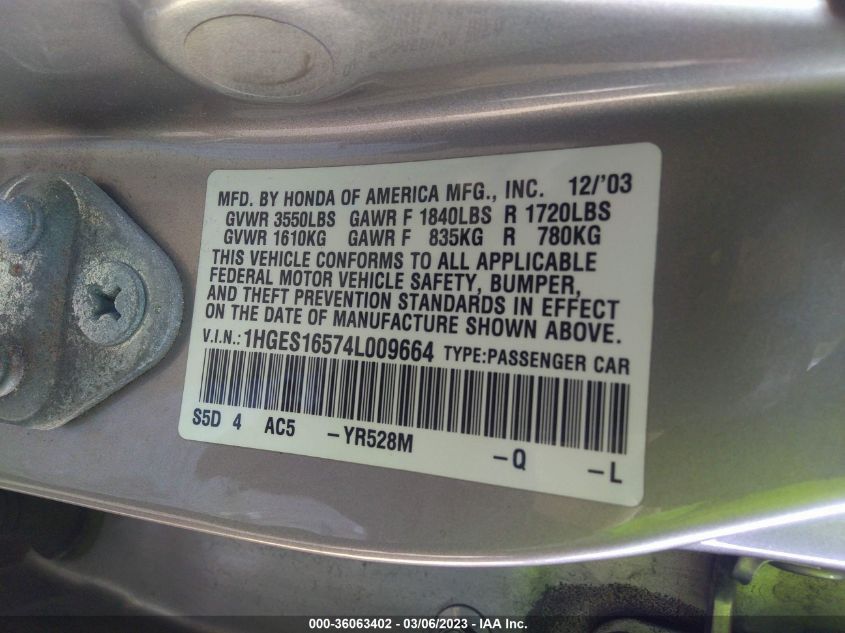 MFD. BY HONDA OF AMERICA MFG., INC. 12/'03
GVWR 3550LBS GAWR F 1840LBS R 1720LBS
GVWR 1610KG GAWR F 835KG R 780KG
THIS VEHICLE CONFORMS TO ALL APPLICABLE
FEDERAL MOTOR VEHICLE SAFETY, BUMPER,
AND THEFT PREVENTION STANDARDS IN EFFECT
ON THE DATE OF MANUFACTURE SHOWN ABOVE.
V.I.N.:1HGES16574L009664 TYPE:PASSENGER CAR
S5D 4 AC5 -YR528M -Q -L
000-36063402 - 03/06/2023 - IAA Inc.